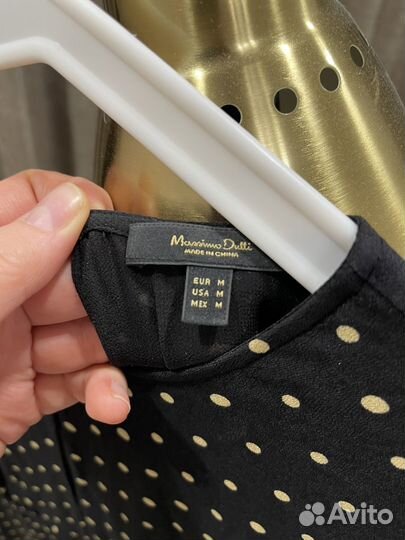 Massimo Dutti
MADE IN CHINA
EUR M
USA M
MEX M
Avito